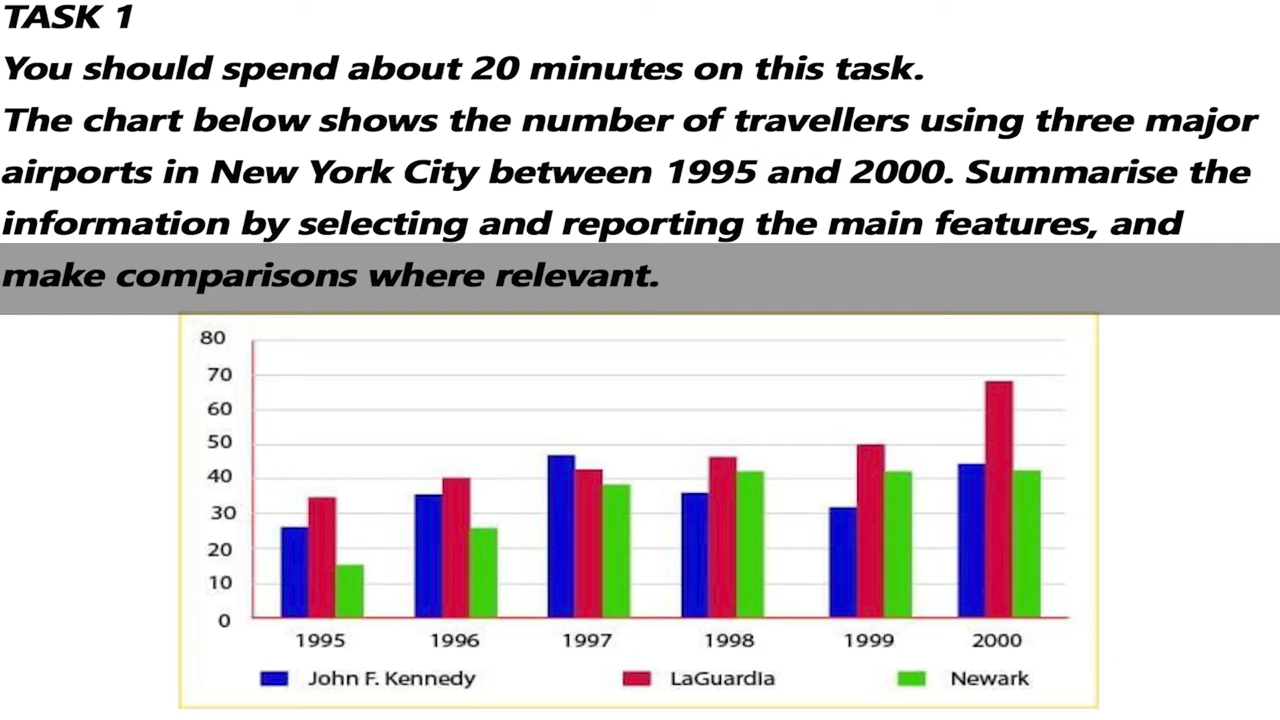 TASK 1
You should spend about 20 minutes on this task.
The chart below shows the number of travellers using three major
airports in New York City between 1995 and 2000. Summarise the
information by selecting and reporting the main features, and
make comparisons where relevant.
80
70
60
50
40
30
20
10
0
1995 1996 1997 1998 1999 2000
John F. Kennedy LaGuardia Newark